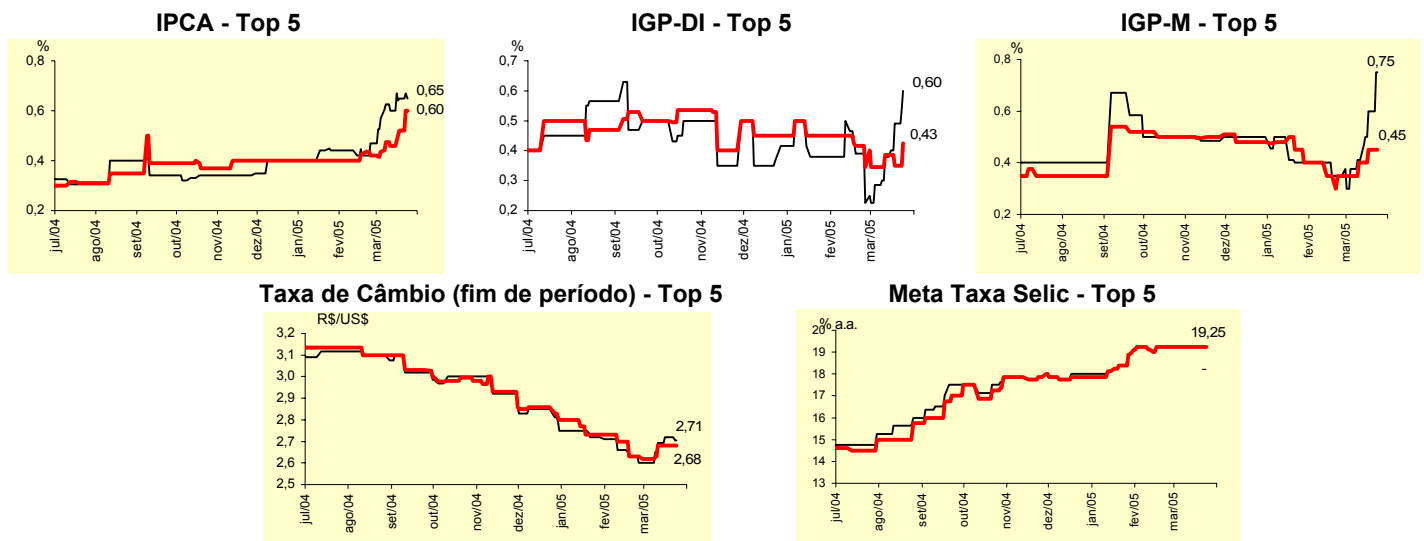 IPCA - Top 5
%
0,8
0,6
0,4
0,2
0,65
0,60
jul/04
ago/04
set/04
out/04
nov/04
dez/04
jan/05
fev/05
mar/05
IGP-DI - Top 5
%
0,7
0,6
0,5
0,4
0,3
0,2
0,60
0,43
jul/04
ago/04
set/04
out/04
nov/04
dez/04
jan/05
fev/05
mar/05
IGP-M - Top 5
%
0,8
0,6
0,4
0,2
0,75
0,45
jul/04
ago/04
set/04
out/04
nov/04
dez/04
jan/05
fev/05
mar/05
Taxa de Câmbio (fim de período) - Top 5
R$/US$
3,2
3,1
3,0
2,9
2,8
2,7
2,6
2,5
2,71
2,68
jul/04
ago/04
set/04
out/04
nov/04
dez/04
jan/05
fev/05
mar/05
Meta Taxa Selic - Top 5
% a.a.
20
19
18
17
16
15
14
13
19,25
-
jul/04
ago/04
set/04
out/04
nov/04
dez/04
jan/05
fev/05
mar/05